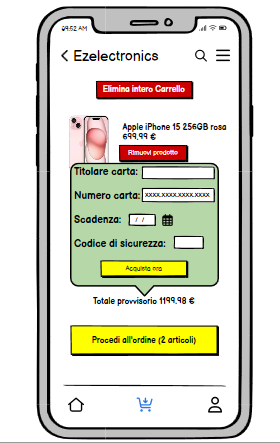 09:52 AM
Ezelectronics
Elimina intero Carrello
Apple iPhone 15 256GB rosa
699,99 €
Rimuovi prodotto
Titolare carta:
Numero carta: xxxx.xxxx.xxxx.xxxx
Scadenza: / /
Codice di sicurezza:
Acquista ora
Totale provvisorio 1199,98 €
Procedi all'ordine (2 articoli)